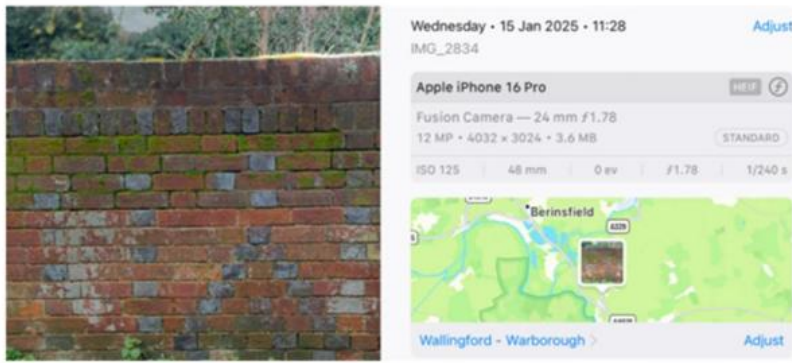 Wednesday • 15 Jan 2025 • 11:28 Adjust
IMG_2834
Apple iPhone 16 Pro HEIF
Fusion Camera — 24 mm ƒ1.78
12 MP • 4032 × 3024 • 3.6 MB STANDARD
ISO 125 48 mm 0 ev ƒ1.78 1/240 s
Berinsfield
A329
Wallingford - Warborough Adjust